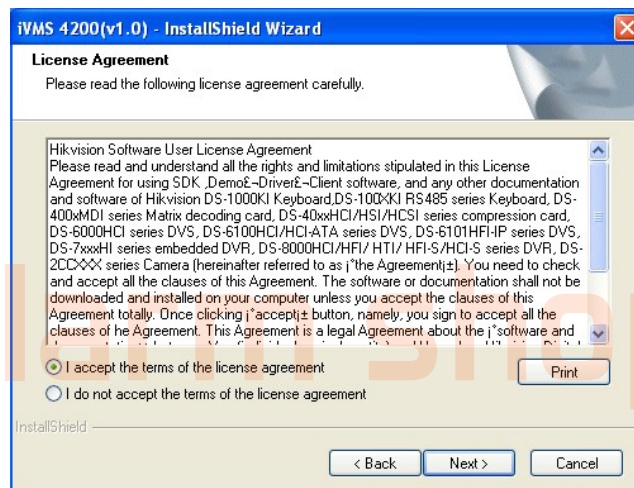 iVMS 4200(v1.0) - InstallShield Wizard
License Agreement
Please read the following license agreement carefully.
Hikvision Software User License Agreement
Please read and understand all the rights and limitations stipulated in this License
Agreement for using SDK ,Demo£¬Driver£¬Client software, and any other documentation
and software of Hikvision DS-1000KI Keyboard,DS-100XKI RS485 series Keyboard, DS-
400xMDI series Matrix decoding card, DS-40xxHCI/HSI/HCSI series compression card,
DS-6000HCI series DVS, DS-6100HCI/HCI-ATA series DVS, DS-6101HFI-IP series DVS,
DS-7xxxHI series embedded DVR, DS-8000HCI/HFI/ HTI/ HFI-S/HCI-S series DVR, DS-
2CCXXX series Camera (hereinafter referred to as ¡°the Agreement¡±). You need to check
and accept all the clauses of this Agreement. The software or documentation shall not be
downloaded and installed on your computer unless you accept the clauses of this
Agreement totally. Once clicking ¡°accept¡± button, namely, you sign to accept all the
clauses of he Agreement. This Agreement is a legal Agreement about the ¡°software and
I accept the terms of the license agreement
Print
I do not accept the terms of the license agreement
InstallShield
< Back
Next >
Cancel
larm shop